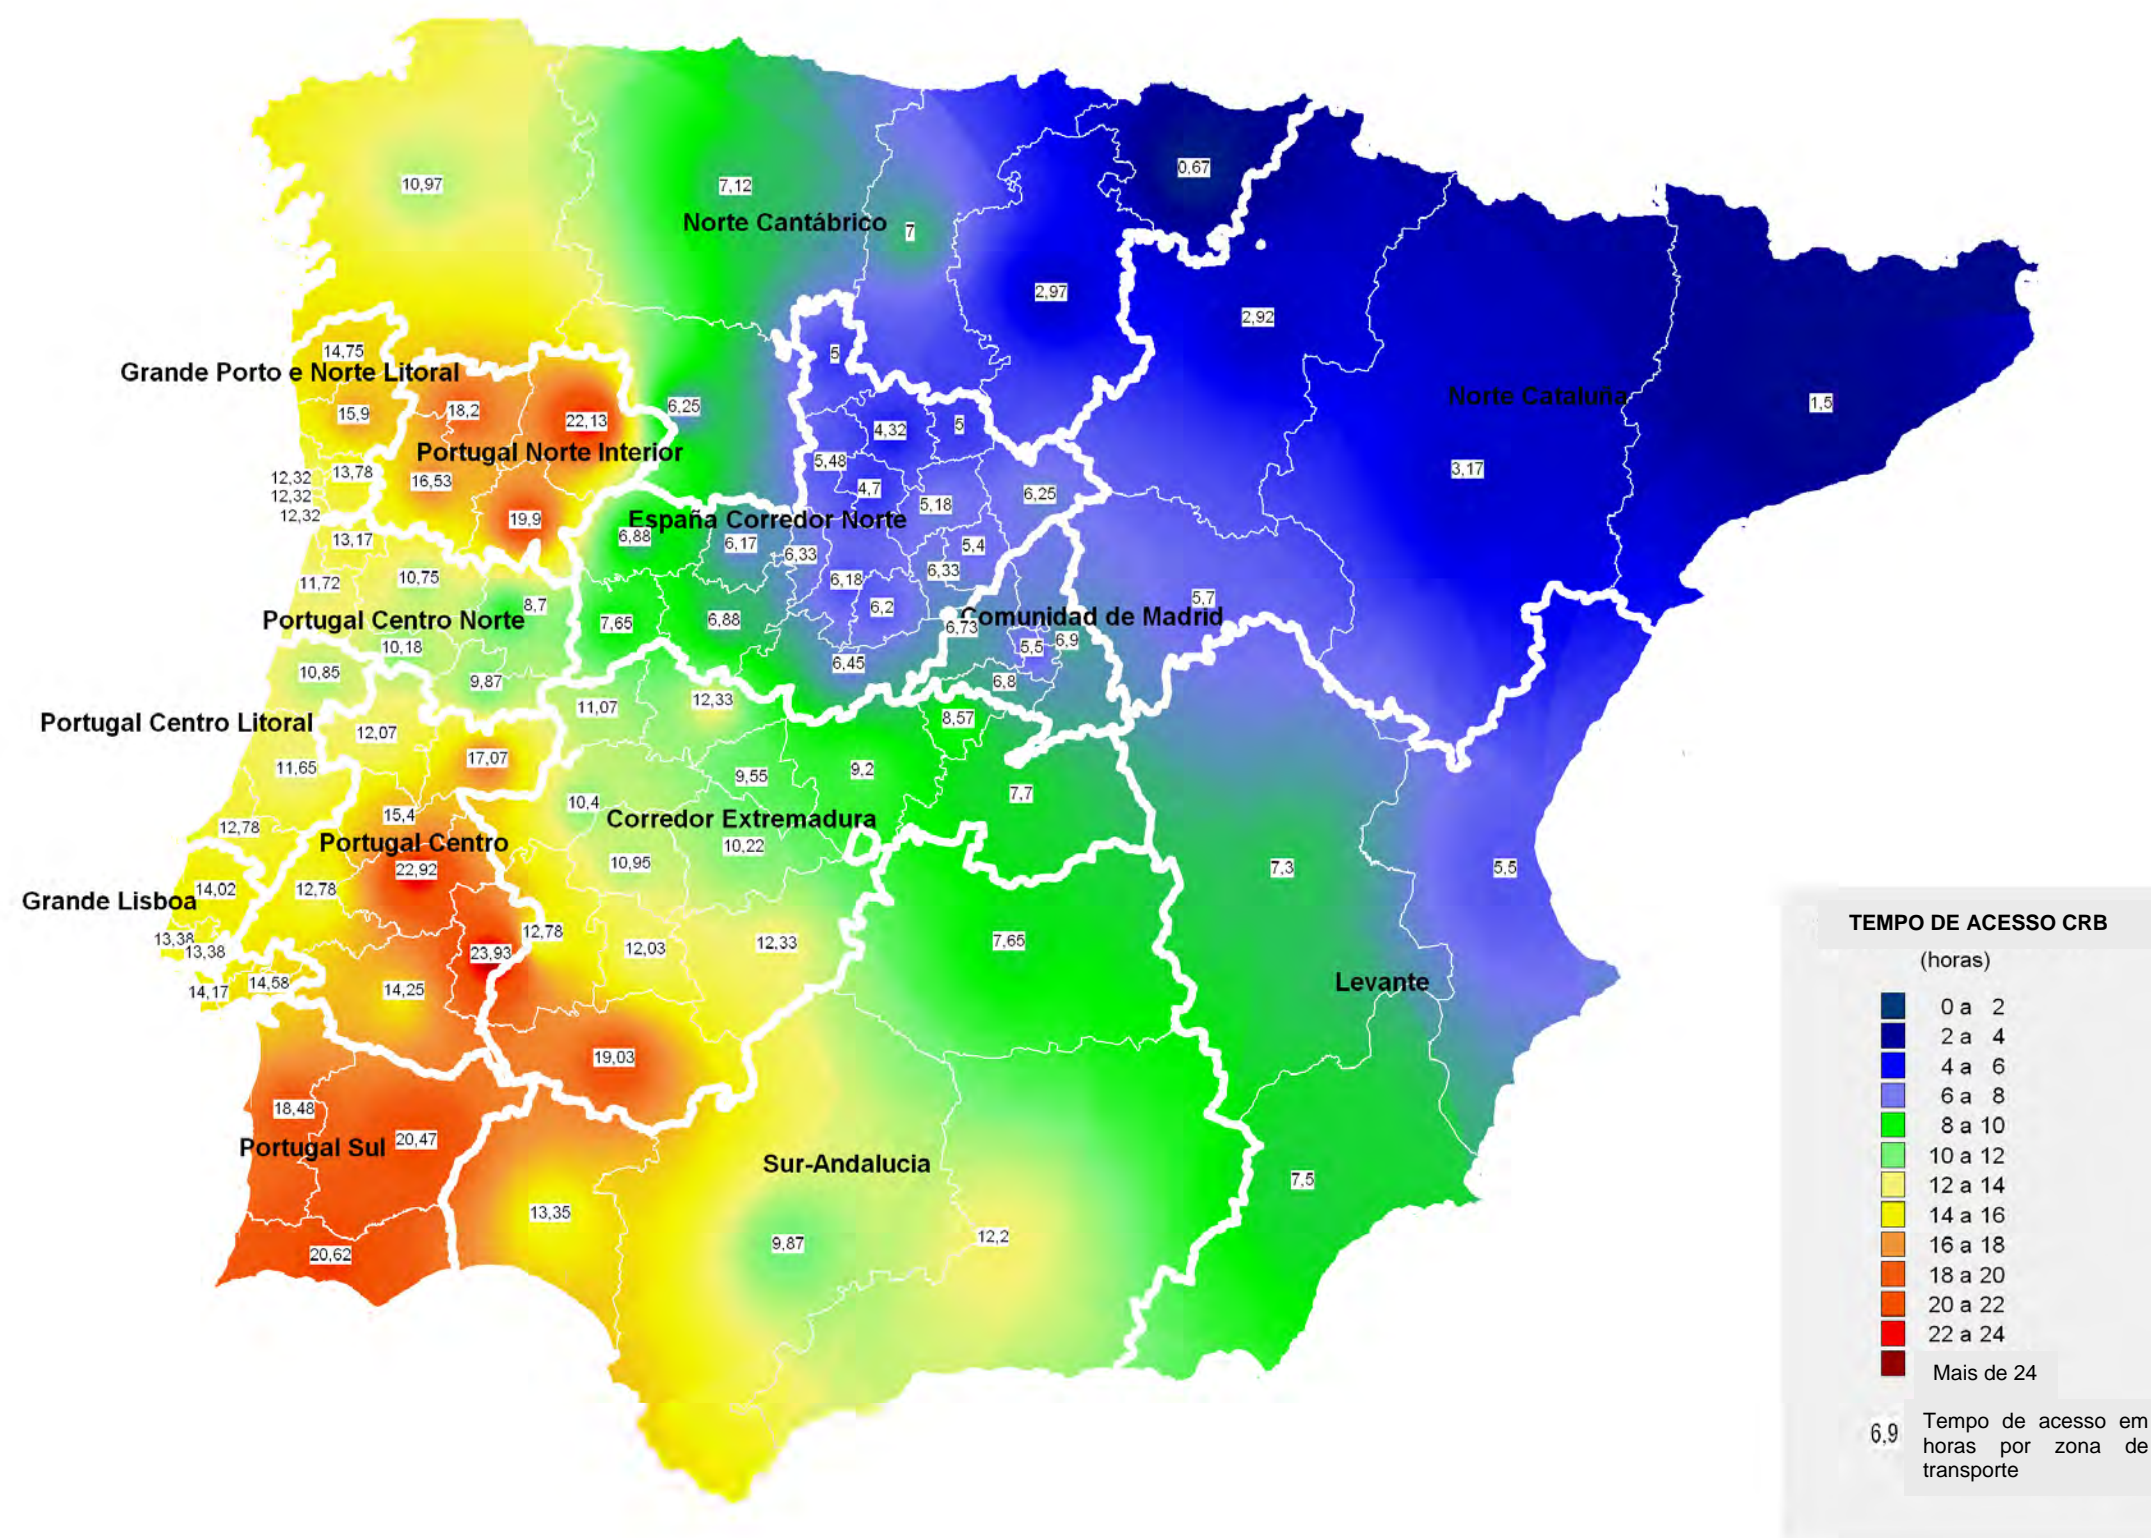 0,67
10,97
7,12
Norte Cantábrico
7
2,97
2,92
14,75
5
Grande Porto e Norte Litoral
Norte Cataluña
1,5
15,9
18,2
22,13
6,25
4,32
5
Portugal Norte Interior
5,48
3,17
12,32
13,78
16,53
4,7
6,25
12,32
5,18
12,32
19,9
España Corredor Norte
13,17
6,88
6,17
6,33
5,4
11,72
10,75
6,18
6,33
8,7
6,2
5,7
Portugal Centro Norte
7,65
6,88
6,73
Comunidad de Madrid
10,18
5,5
6,9
10,85
9,87
6,45
6,8
11,07
12,33
Portugal Centro Litoral
12,07
8,57
17,07
11,65
9,55
9,2
10,4
7,7
15,4
Corredor Extremadura
12,78
Portugal Centro
10,22
22,92
10,95
7,3
5,5
14,02
12,78
Grande Lisboa
13,38
13,38
12,78
12,03
12,33
7,65
23,93
14,17
14,58
14,25
Levante
19,03
18,48
Portugal Sul
20,47
Sur-Andalucia
7,5
13,35
9,87
12,2
20,62
TEMPO DE ACESSO CRB
(horas)
0 a 2
2 a 4
4 a 6
6 a 8
8 a 10
10 a 12
12 a 14
14 a 16
16 a 18
18 a 20
20 a 22
22 a 24
Mais de 24
6,9 Tempo de acesso em
horas por zona de
transporte